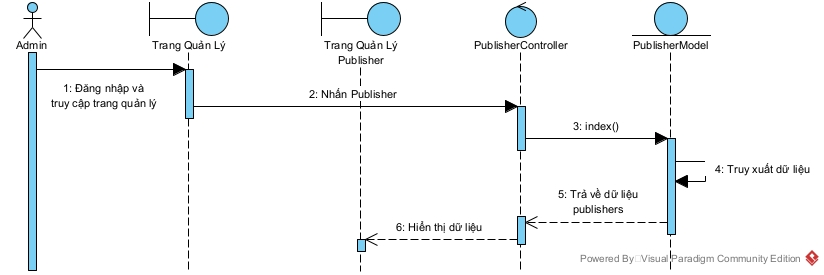 Admin
Trang Quản Lý
Trang Quản Lý
Publisher
PublisherController
PublisherModel
1: Đăng nhập và
truy cập trang quản lý
2: Nhấn Publisher
3: index()
4: Truy xuất dữ liệu
5: Trả về dữ liệu
publishers
6: Hiển thị dữ liệu
Powered By Visual Paradigm Community Edition